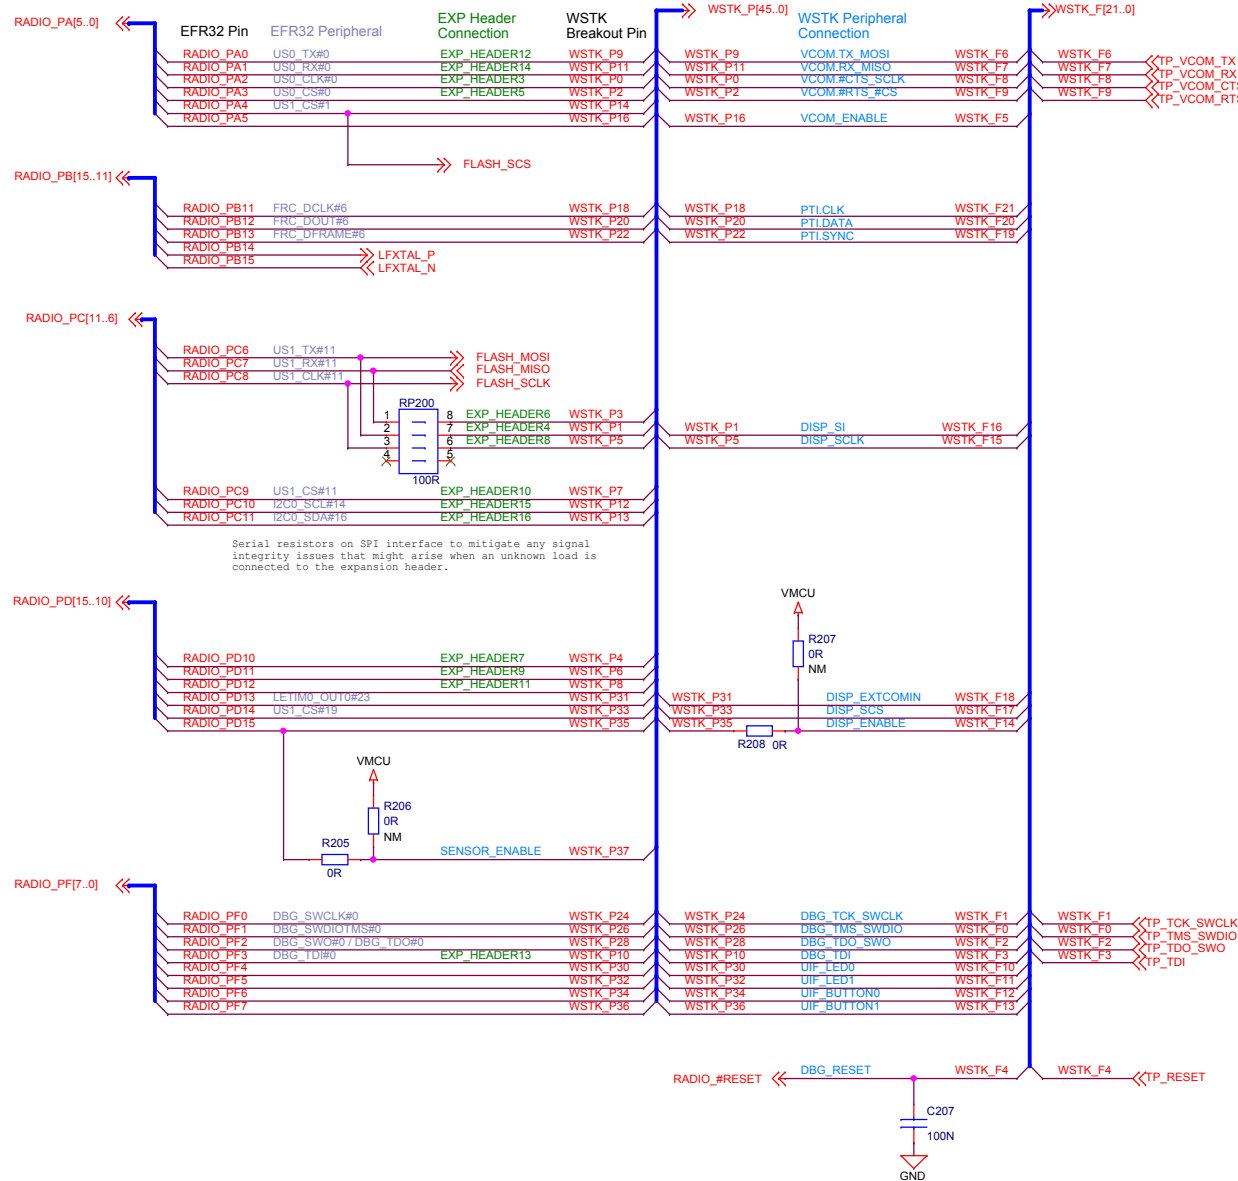 RADIO_PA[5..0]
WSTK_P[45..0]
WSTK_F[21..0]
EFR32 Pin
EFR32 Peripheral
EXP Header
Connection
WSTK
Breakout Pin
WSTK Peripheral
Connection
RADIO_PA0 US0_TX#0 EXP_HEADER12 WSTK_P9 WSTK_P9 VCOM.TX_MOSI WSTK_F6 WSTK_F6 TP_VCOM_TX
RADIO_PA1 US0_RX#0 EXP_HEADER14 WSTK_P11 WSTK_P11 VCOM.RX_MISO WSTK_F7 WSTK_F7 TP_VCOM_RX
RADIO_PA2 US0_CLK#0 EXP_HEADER3 WSTK_P0 WSTK_P0 VCOM.#CTS_SCLK WSTK_F8 WSTK_F8 TP_VCOM_CTS
RADIO_PA3 US0_CS#0 EXP_HEADER5 WSTK_P2 WSTK_P2 VCOM.#RTS_#CS WSTK_F9 WSTK_F9 TP_VCOM_RTS
RADIO_PA4 US1_CS#1 WSTK_P14
RADIO_PA5 WSTK_P16 WSTK_P16 VCOM_ENABLE WSTK_F5
FLASH_SCS
RADIO_PB[15..11]
RADIO_PB11 FRC_DCLK#6 WSTK_P18 WSTK_P18 PTI.CLK WSTK_F21
RADIO_PB12 FRC_DOUT#6 WSTK_P20 WSTK_P20 PTI.DATA WSTK_F20
RADIO_PB13 FRC_DFRAME#6 WSTK_P22 WSTK_P22 PTI.SYNC WSTK_F19
RADIO_PB14 LFXTAL_P
RADIO_PB15 LFXTAL_N
RADIO_PC[11..6]
RADIO_PC6 US1_TX#11 FLASH_MOSI
RADIO_PC7 US1_RX#11 FLASH_MISO
RADIO_PC8 US1_CLK#11 FLASH_SCLK
RP200
1 8 EXP_HEADER6 WSTK_P3
2 7 EXP_HEADER4 WSTK_P1 WSTK_P1 DISP_SI WSTK_F16
3 6 EXP_HEADER8 WSTK_P5 WSTK_P5 DISP_SCLK WSTK_F15
4 5
100R
RADIO_PC9 US1_CS#11 EXP_HEADER10 WSTK_P7
RADIO_PC10 I2C0_SCL#14 EXP_HEADER15 WSTK_P12
RADIO_PC11 I2C0_SDA#16 EXP_HEADER16 WSTK_P13
Serial resistors on SPI interface to mitigate any signal
integrity issues that might arise when an unknown load is
connected to the expansion header.
RADIO_PD[15..10]
VMCU
R207
0R
NM
RADIO_PD10 EXP_HEADER7 WSTK_P4
RADIO_PD11 EXP_HEADER9 WSTK_P6
RADIO_PD12 EXP_HEADER11 WSTK_P8
RADIO_PD13 LETIM0_OUT0#23 WSTK_P31 WSTK_P31 DISP_EXTCOMIN WSTK_F18
RADIO_PD14 US1_CS#19 WSTK_P33 WSTK_P33 DISP_SCS WSTK_F17
RADIO_PD15 WSTK_P35 WSTK_P35 DISP_ENABLE WSTK_F14
R208 0R
VMCU
R206
0R
NM
R205
0R
SENSOR_ENABLE WSTK_P37
RADIO_PF[7..0]
RADIO_PF0 DBG_SWCLK#0 WSTK_P24 WSTK_P24 DBG_TCK_SWCLK WSTK_F1 WSTK_F1 TP_TCK_SWCLK
RADIO_PF1 DBG_SWDIOTMS#0 WSTK_P26 WSTK_P26 DBG_TMS_SWDIO WSTK_F0 WSTK_F0 TP_TMS_SWDIO
RADIO_PF2 DBG_SWO#0 / DBG_TDO#0 WSTK_P28 WSTK_P28 DBG_TDO_SWO WSTK_F2 WSTK_F2 TP_TDO_SWO
RADIO_PF3 DBG_TDI#0 EXP_HEADER13 WSTK_P10 WSTK_P10 DBG_TDI WSTK_F3 WSTK_F3 TP_TDI
RADIO_PF4 WSTK_P30 WSTK_P30 UIF_LED0 WSTK_F10
RADIO_PF5 WSTK_P32 WSTK_P32 UIF_LED1 WSTK_F11
RADIO_PF6 WSTK_P34 WSTK_P34 UIF_BUTTON0 WSTK_F12
RADIO_PF7 WSTK_P36 WSTK_P36 UIF_BUTTON1 WSTK_F13
RADIO_#RESET DBG_RESET WSTK_F4 WSTK_F4 TP_RESET
C207
100N
GND